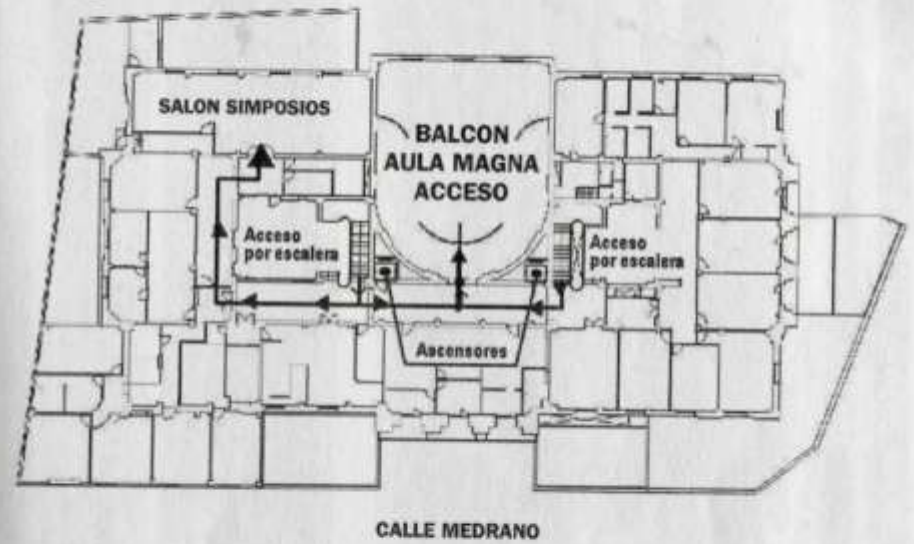 SALON SIMPOSIOS
BALCON
AULA MAGNA
ACCESO
Acceso
por escalera
Acceso
por escalera
Ascensores
CALLE MEDRANO